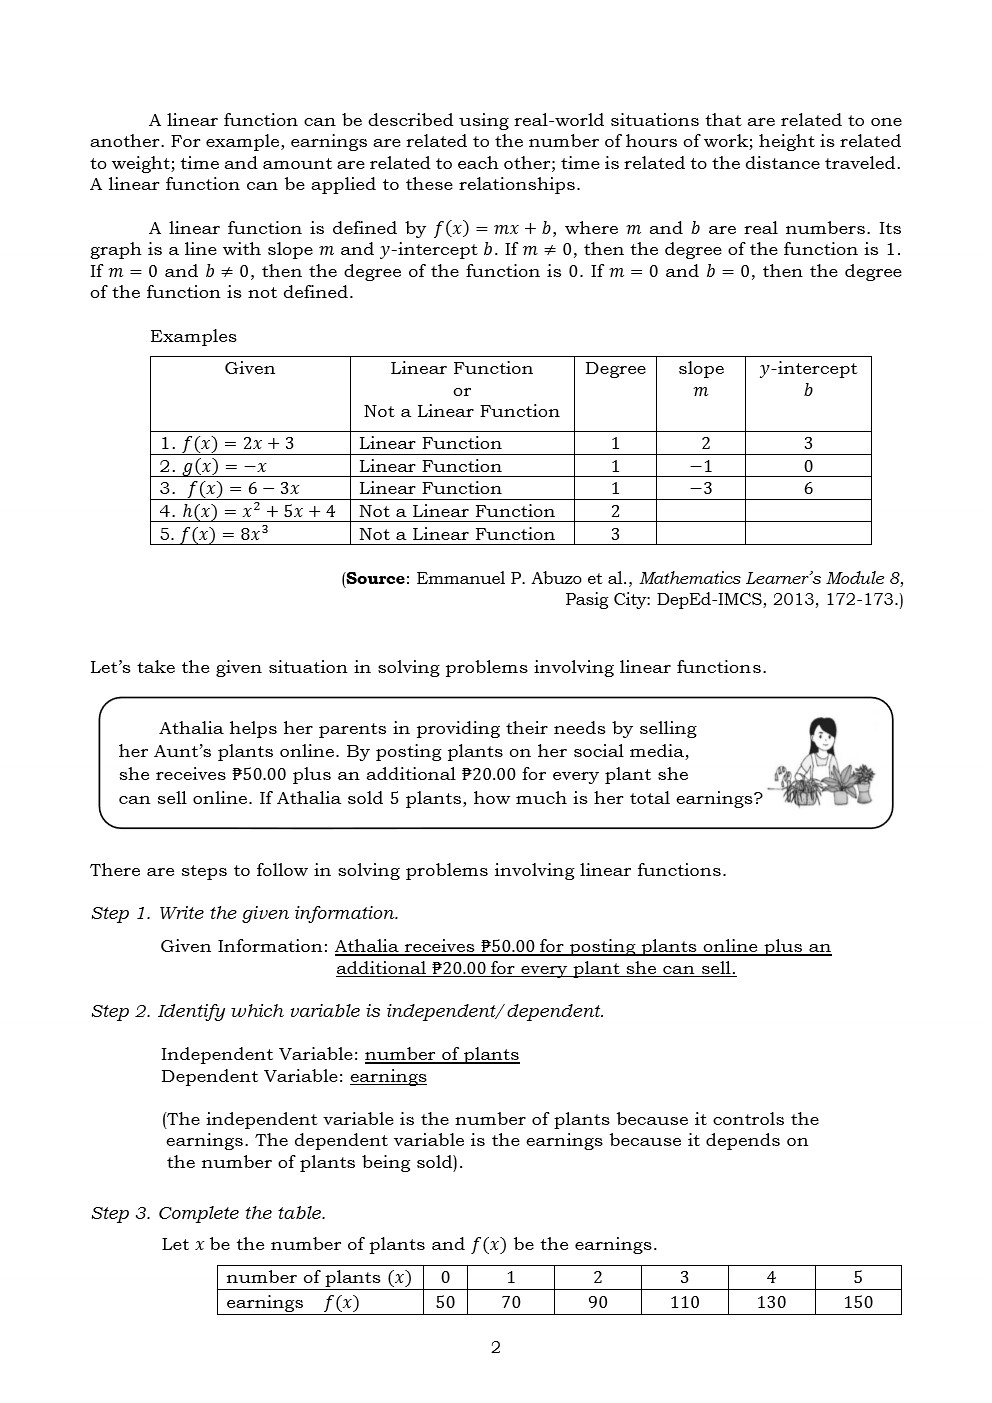 A linear function can be described using real-world situations that are related to one
another. For example, earnings are related to the number of hours of work; height is related
to weight; time and amount are related to each other; time is related to the distance traveled.
A linear function can be applied to these relationships.
A linear function is defined by f(x) = mx + b, where m and b are real numbers. Its
graph is a line with slope m and y-intercept b. If m ≠ 0, then the degree of the function is 1.
If m = 0 and b ≠ 0, then the degree of the function is 0. If m = 0 and b = 0, then the degree
of the function is not defined.
Examples
Given Linear Function Degree slope y-intercept
or m b
Not a Linear Function
1. f(x) = 2x + 3 Linear Function 1 2 3
2. g(x) = −x Linear Function 1 −1 0
3. f(x) = 6 − 3x Linear Function 1 −3 6
4. h(x) = x² + 5x + 4 Not a Linear Function 2
5. f(x) = 8x³ Not a Linear Function 3
(Source: Emmanuel P. Abuzo et al., Mathematics Learner's Module 8,
Pasig City: DepEd-IMCS, 2013, 172-173.)
Let's take the given situation in solving problems involving linear functions.
Athalia helps her parents in providing their needs by selling
her Aunt's plants online. By posting plants on her social media,
she receives ₱50.00 plus an additional ₱20.00 for every plant she
can sell online. If Athalia sold 5 plants, how much is her total earnings?
There are steps to follow in solving problems involving linear functions.
Step 1. Write the given information.
Given Information: Athalia receives ₱50.00 for posting plants online plus an
additional ₱20.00 for every plant she can sell.
Step 2. Identify which variable is independent/dependent.
Independent Variable: number of plants
Dependent Variable: earnings
(The independent variable is the number of plants because it controls the
earnings. The dependent variable is the earnings because it depends on
the number of plants being sold).
Step 3. Complete the table.
Let x be the number of plants and f(x) be the earnings.
number of plants (x) 0 1 2 3 4 5
earnings f(x) 50 70 90 110 130 150
2